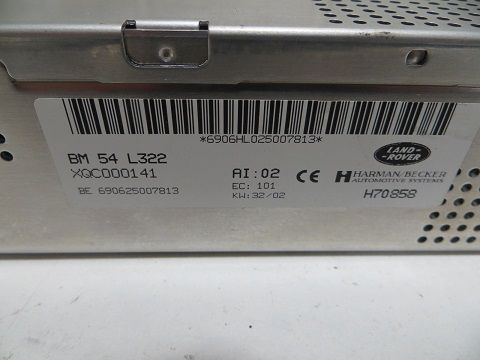 *6906HL025007813*
BM 54 L322
XQC000141
BE 690625007813
AI:02
EC: 101
KW:32/02
CE
LAND-
ROVER
H HARMAN/BECKER
AUTOMOTIVE SYSTEMS
H70858